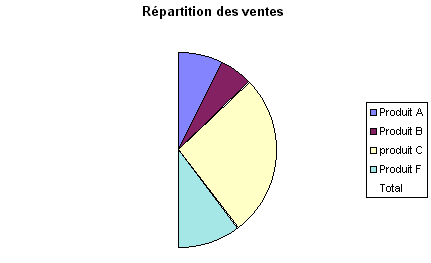 Répartition des ventes
Produit A
Produit B
produit C
Produit F
Total